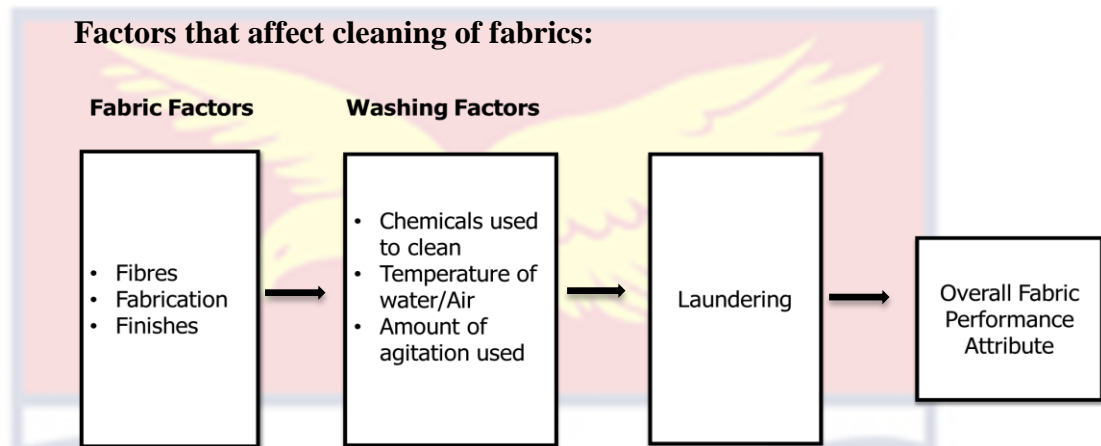 Factors that affect cleaning of fabrics:
Fabric Factors
Washing Factors
• Fibres
• Fabrication
• Finishes
• Chemicals used
to clean
• Temperature of
water/Air
• Amount of
agitation used
Laundering
Overall Fabric
Performance
Attribute